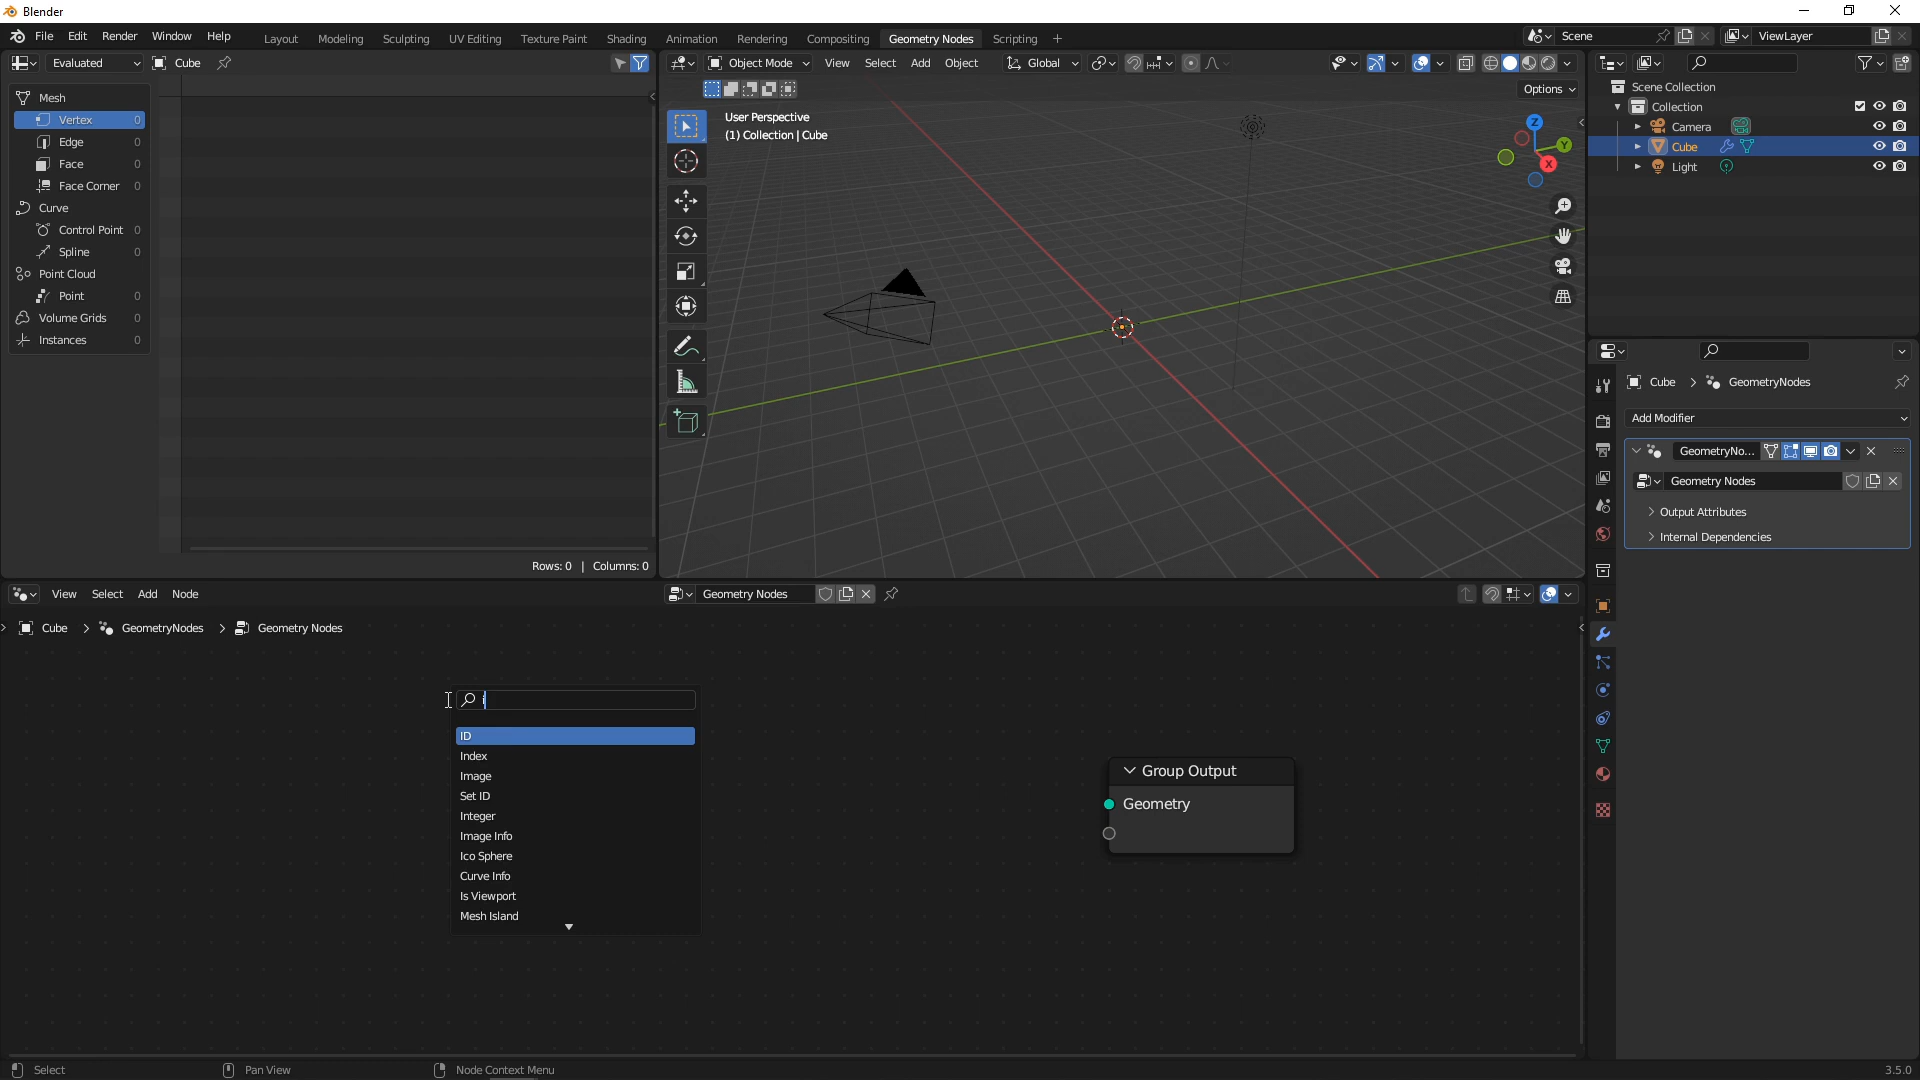 Blender
File Edit Render Window Help
Layout Modeling Sculpting UV Editing Texture Paint Shading Animation Rendering Compositing Geometry Nodes Scripting
Scene
ViewLayer
Evaluated
Cube
Object Mode View Select Add Object
Global
Options
Mesh
Vertex 0
Edge 0
Face 0
Face Corner 0
Curve
Control Point 0
Spline 0
Point Cloud
Point 0
Volume Grids 0
Instances 0
Rows: 0 | Columns: 0
User Perspective
(1) Collection | Cube
Z
Y
X
Scene Collection
Collection
Camera
Cube
Light
Cube
GeometryNodes
Add Modifier
GeometryNo...
Geometry Nodes
Output Attributes
Internal Dependencies
View Select Add Node
Geometry Nodes
Cube GeometryNodes Geometry Nodes
i
ID
Index
Image
Set ID
Integer
Image Info
Ico Sphere
Curve Info
Is Viewport
Mesh Island
Group Output
Geometry
Select
Pan View
Node Context Menu
3.5.0